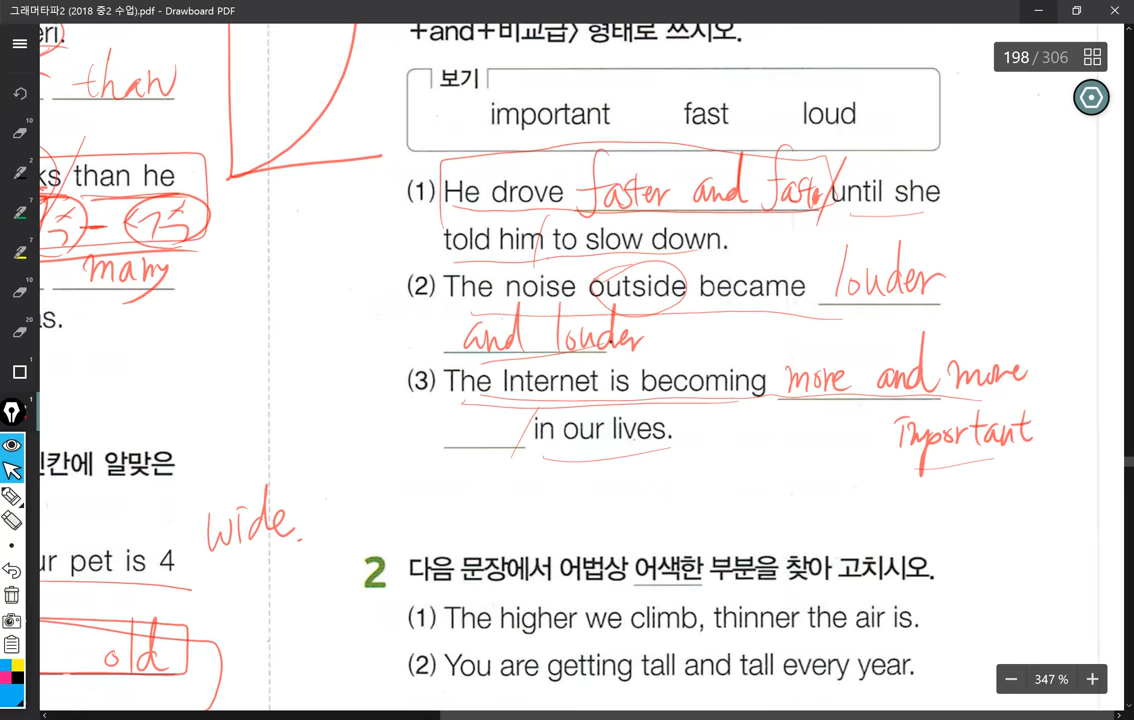 그래머타파2 (2018 중2 수업).pdf - Drawboard PDF
198 / 306
+and+비교급> 형태로 쓰시오.
보기
important fast loud
(1) He drove faster and faster until she
told him to slow down.
(2) The noise outside became louder
and louder
(3) The Internet is becoming more and more
important
in our lives.
2 다음 문장에서 어법상 어색한 부분을 찾아 고치시오.
(1) The higher we climb, thinner the air is.
(2) You are getting tall and tall every year.
than
than he
many
칸에 알맞은
wide.
pet is 4
old
347 %